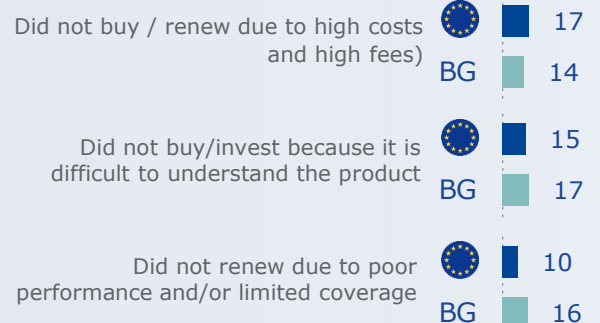 Did not buy / renew due to high costs
and high fees)
17
BG 14
Did not buy/invest because it is
difficult to understand the product
15
BG 17
Did not renew due to poor
performance and/or limited coverage
10
BG 16